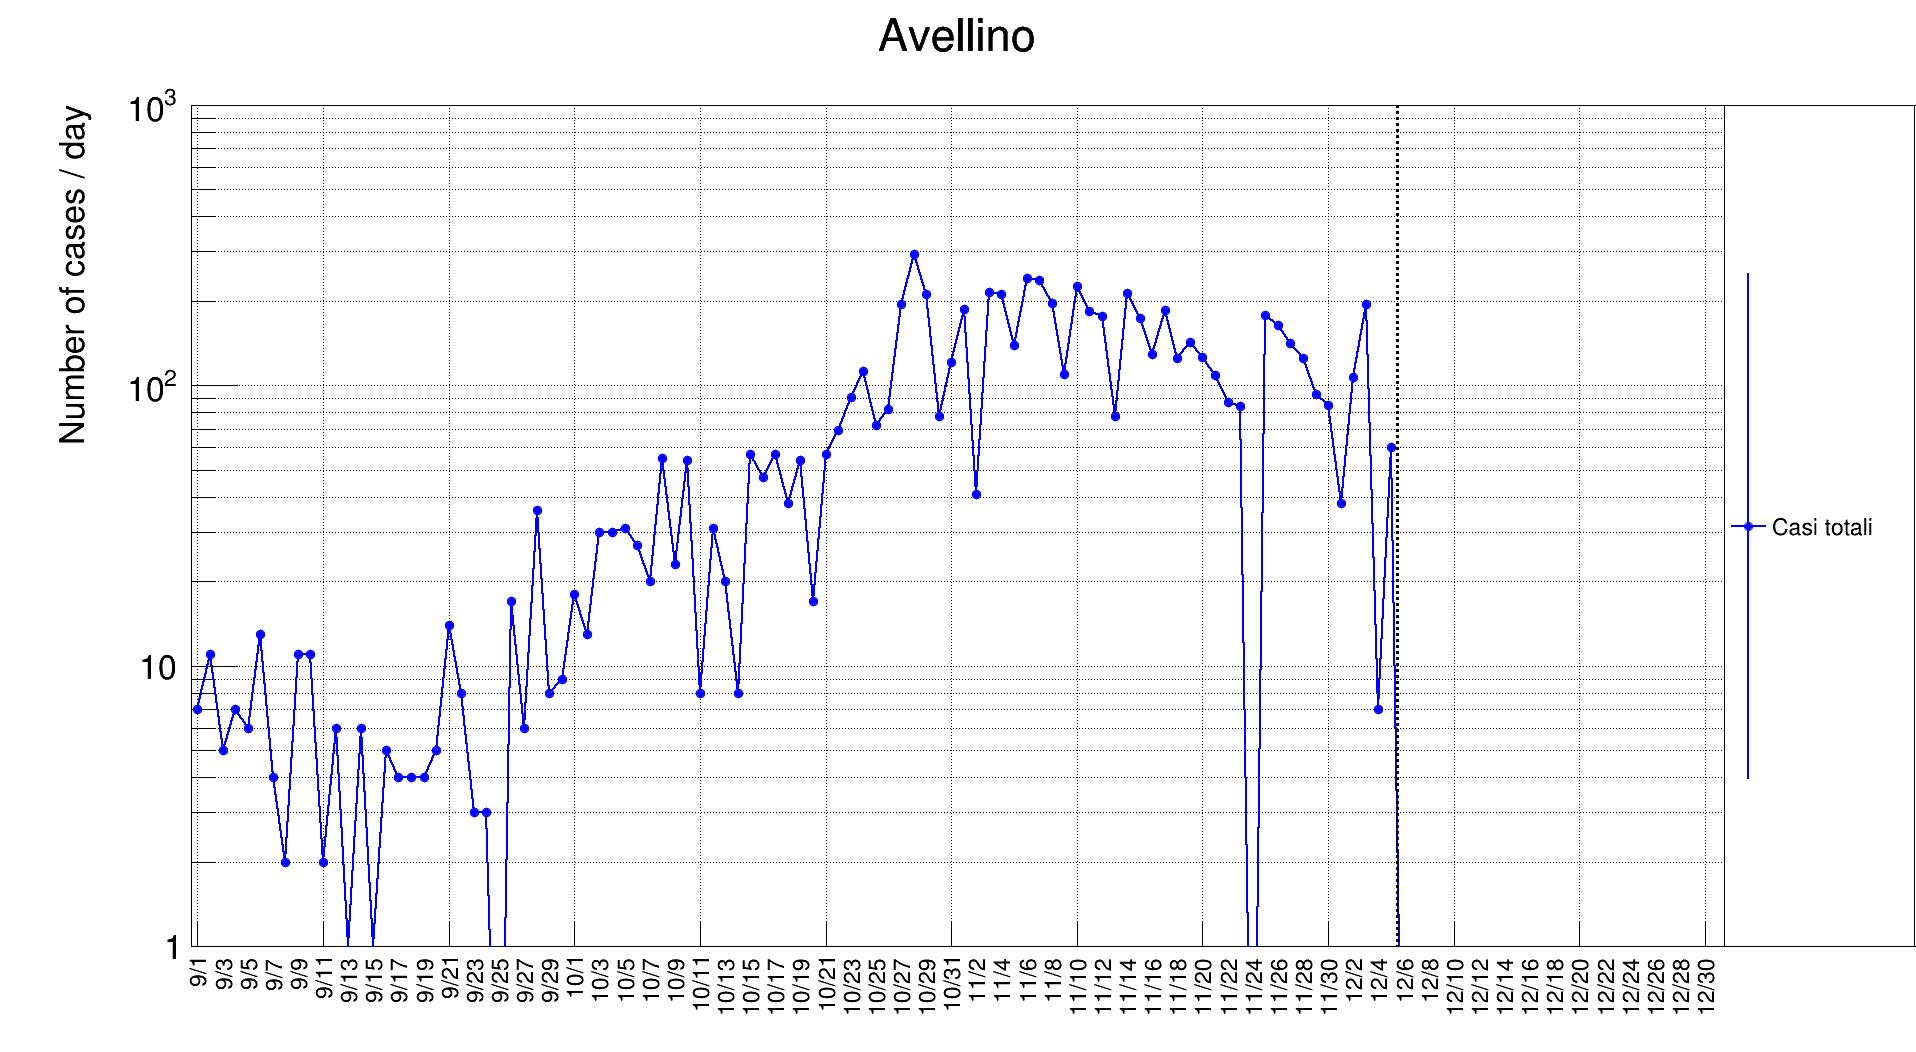 Avellino
Number of cases / day
10³
10²
10
1
9/1 9/3 9/5 9/7 9/9 9/11 9/13 9/15 9/17 9/19 9/21 9/23 9/25 9/27 9/29 10/1 10/3 10/5 10/7 10/9 10/11 10/13 10/15 10/17 10/19 10/21 10/23 10/25 10/27 10/29 10/31 11/2 11/4 11/6 11/8 11/10 11/12 11/14 11/16 11/18 11/20 11/22 11/24 11/26 11/28 11/30 12/2 12/4 12/6 12/8 12/10 12/12 12/14 12/16 12/18 12/20 12/22 12/24 12/26 12/28 12/30
Casi totali